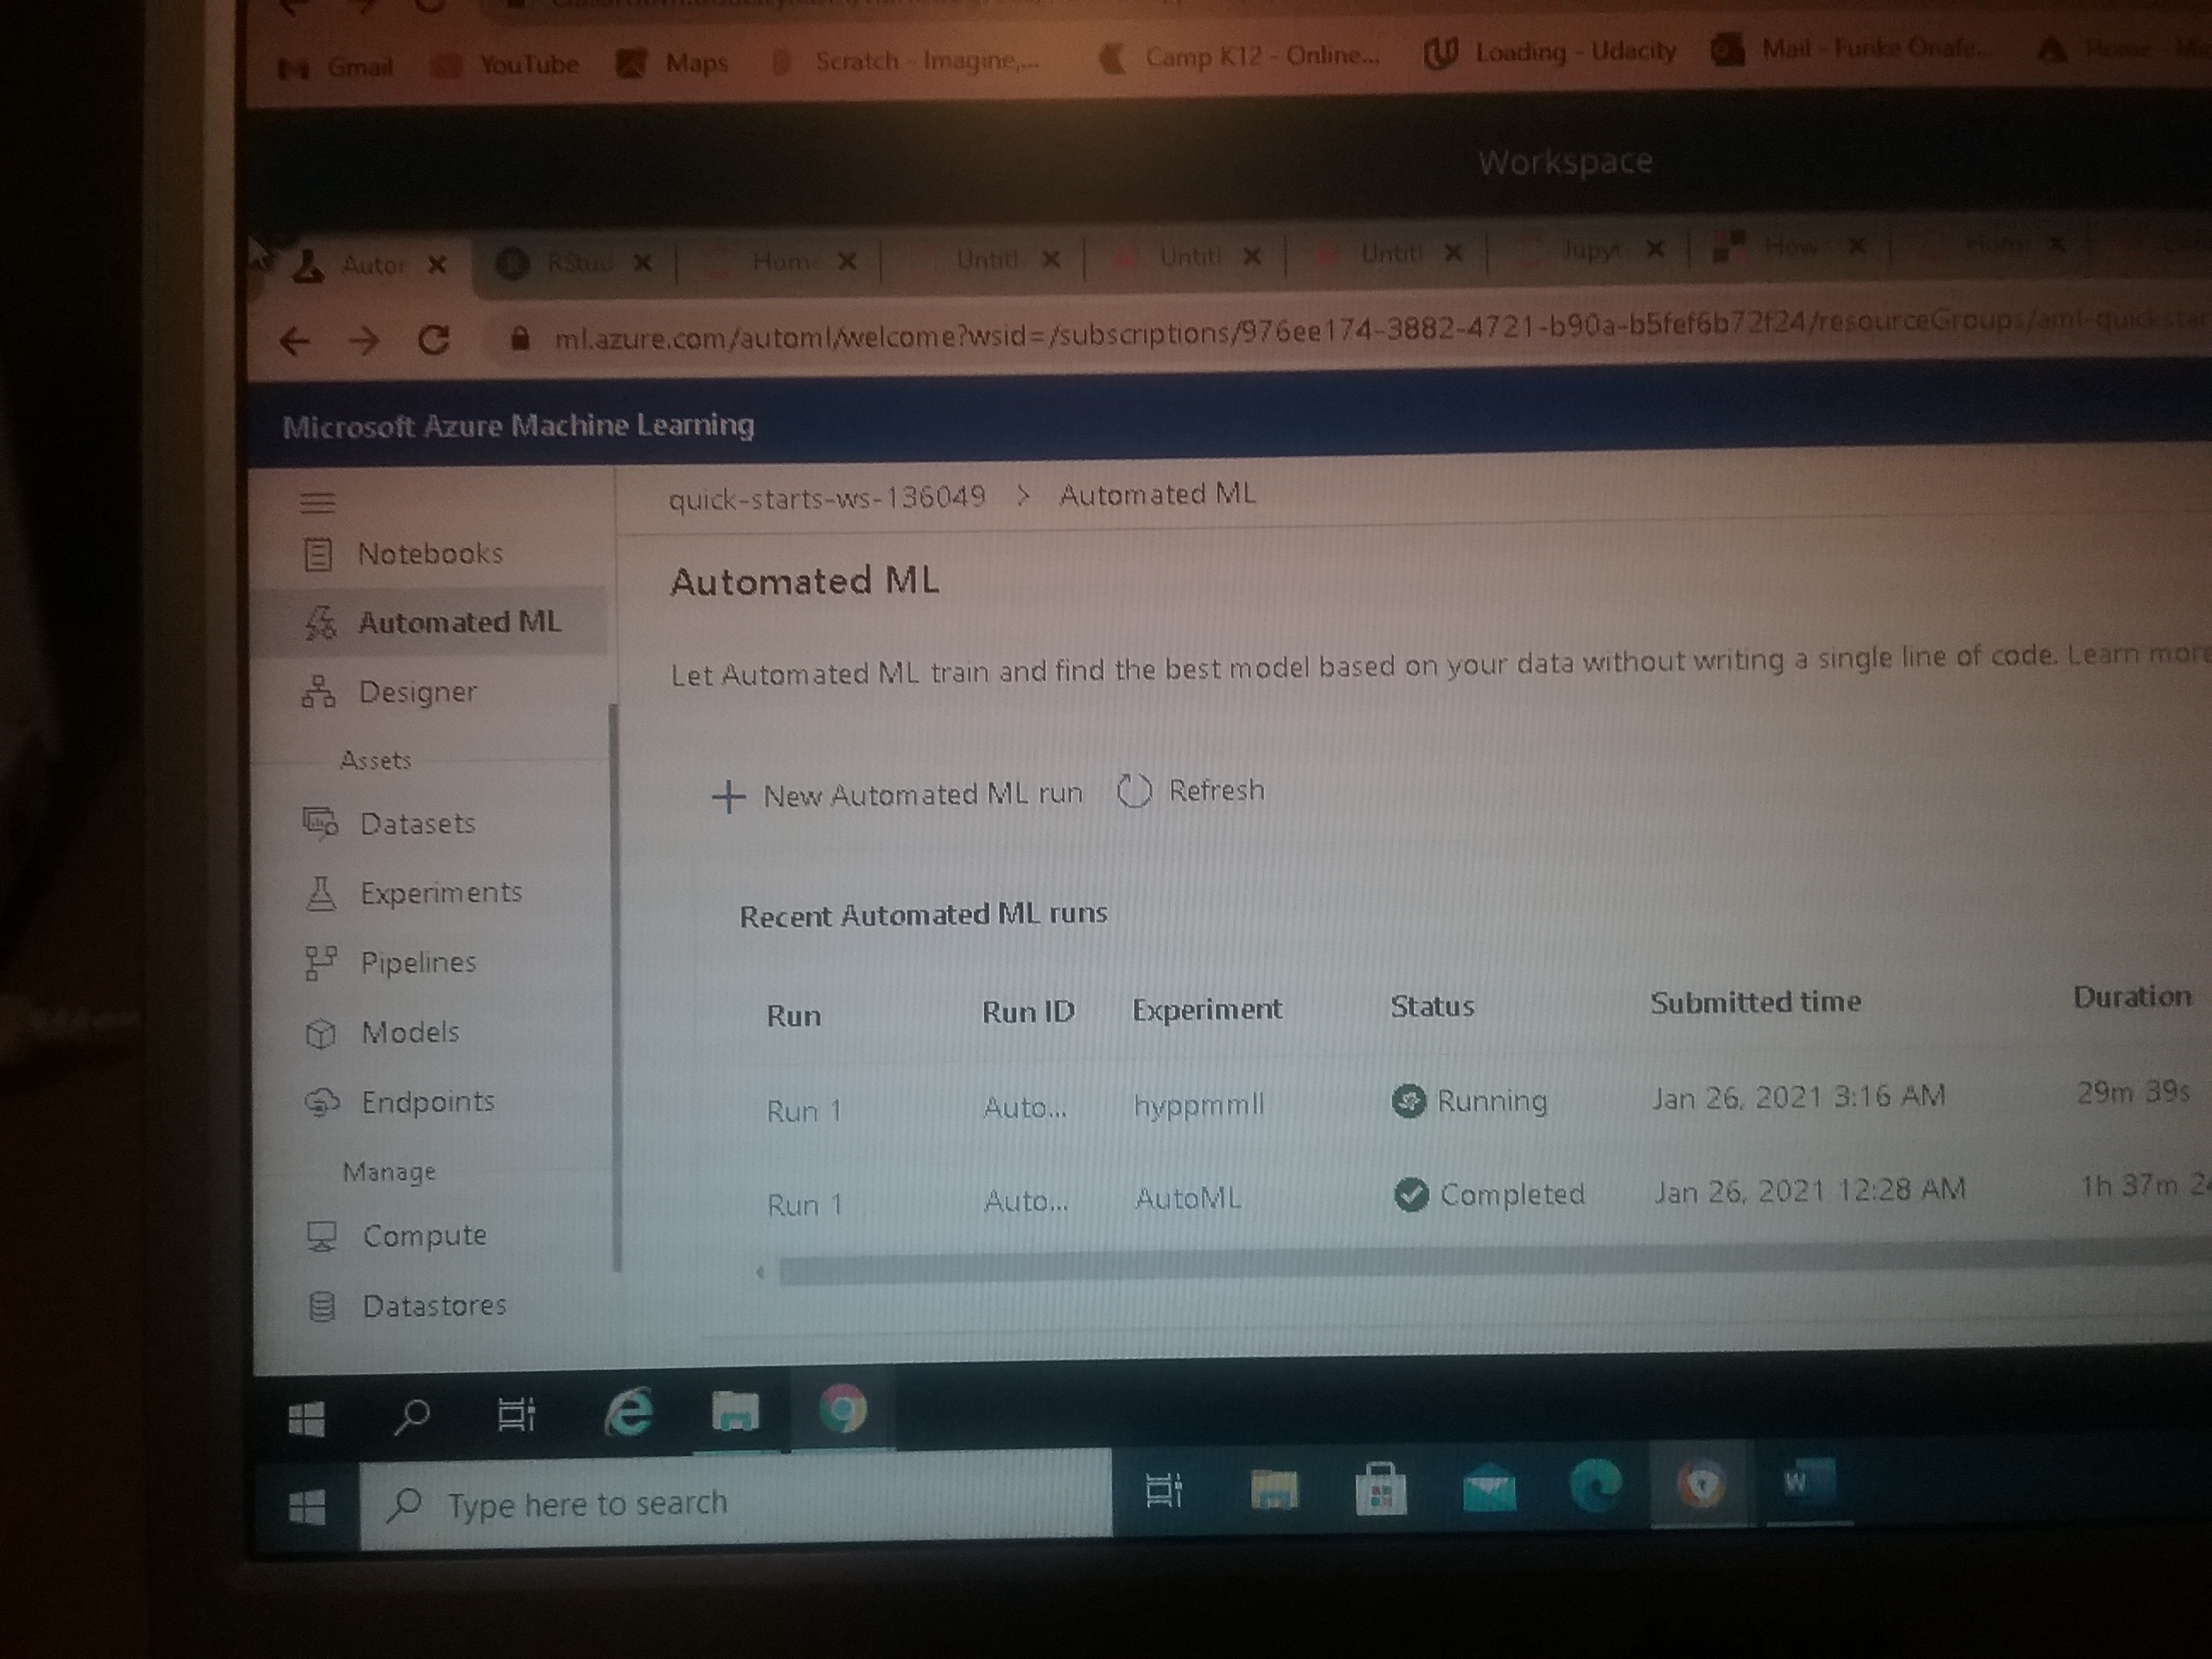 Gmail YouTube Maps Scratch - Imagine,... Camp K12 - Online... Loading - Udacity Mail - Funke Onafe... Home - M
Workspace
Autor RStud Home Untitl Untitl Untitl Jupyt How Home
ml.azure.com/automl/welcome?wsid=/subscriptions/976ee174-3882-4721-b90a-b5fef6b72f24/resourceGroups/aml-quickstar
Microsoft Azure Machine Learning
quick-starts-ws-136049 > Automated ML
Notebooks
Automated ML
Designer
Assets
Datasets
Experiments
Pipelines
Models
Endpoints
Manage
Compute
Datastores
Automated ML
Let Automated ML train and find the best model based on your data without writing a single line of code. Learn more
New Automated ML run Refresh
Recent Automated ML runs
Run Run ID Experiment Status Submitted time Duration
Run 1 Auto... hyppmmll Running Jan 26, 2021 3:16 AM 29m 39s
Run 1 Auto... AutoML Completed Jan 26, 2021 12:28 AM 1h 37m 2
Type here to search